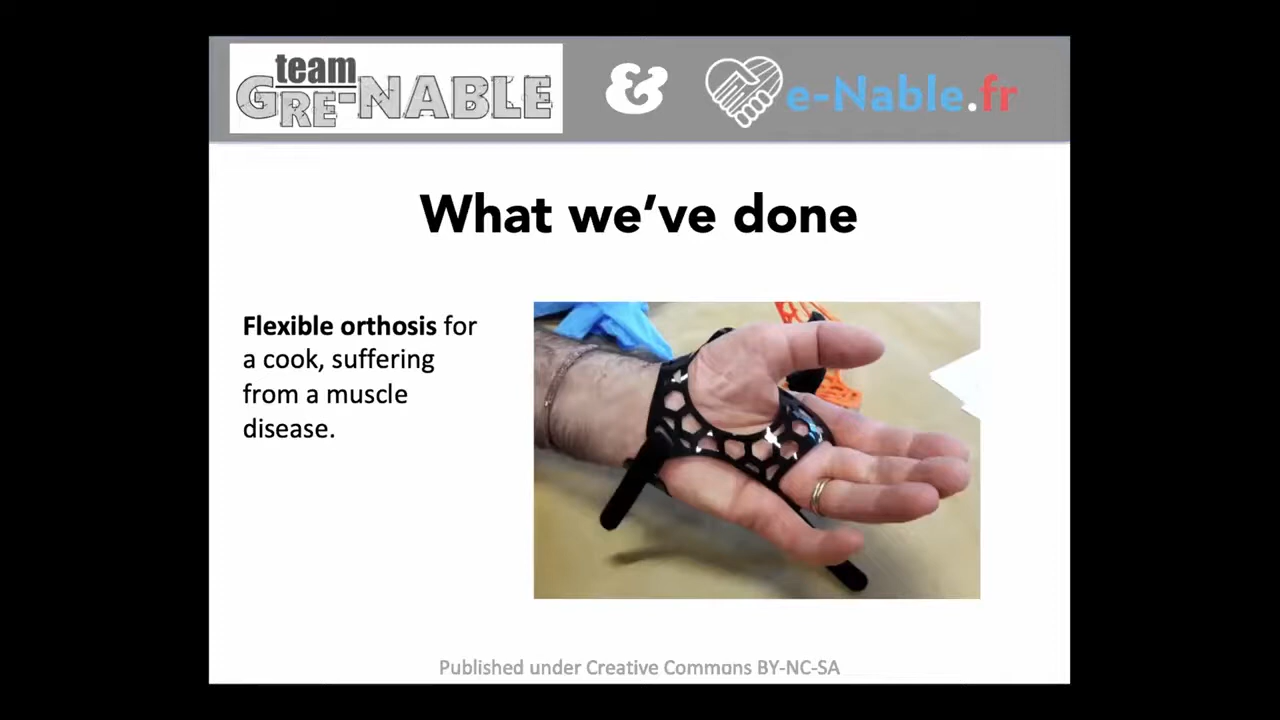 team
GRE-NABLE
&
e-Nable.fr
What we've done
Flexible orthosis for
a cook, suffering
from a muscle
disease.
Published under Creative Commons BY-NC-SA